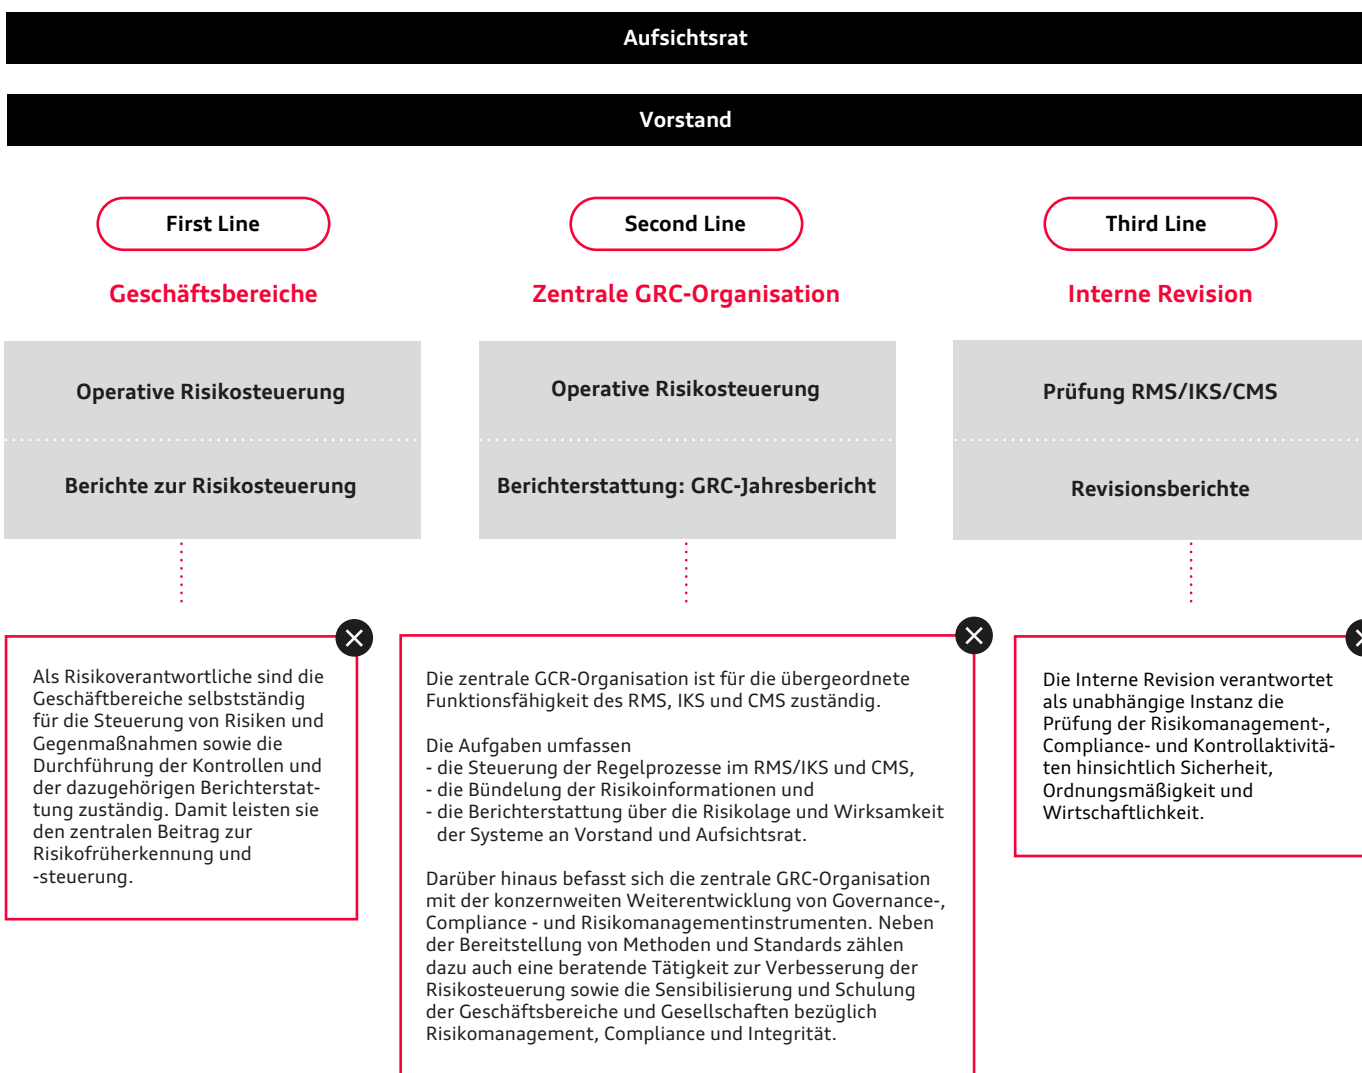 Aufsichtsrat
Vorstand
First Line
Second Line
Third Line
Geschäftsbereiche
Zentrale GRC-Organisation
Interne Revision
Operative Risikosteuerung
Operative Risikosteuerung
Prüfung RMS/IKS/CMS
Berichte zur Risikosteuerung
Berichterstattung: GRC-Jahresbericht
Revisionsberichte
Als Risikoverantwortliche sind die
Geschäftbereiche selbstständig
für die Steuerung von Risiken und
Gegenmaßnahmen sowie die
Durchführung der Kontrollen und
der dazugehörigen Berichterstat-
tung zuständig. Damit leisten sie
den zentralen Beitrag zur
Risikofrüherkennung und
-steuerung.
Die zentrale GCR-Organisation ist für die übergeordnete
Funktionsfähigkeit des RMS, IKS und CMS zuständig.
Die Aufgaben umfassen
- die Steuerung der Regelprozesse im RMS/IKS und CMS,
- die Bündelung der Risikoinformationen und
- die Berichterstattung über die Risikolage und Wirksamkeit
der Systeme an Vorstand und Aufsichtsrat.
Darüber hinaus befasst sich die zentrale GRC-Organisation
mit der konzernweiten Weiterentwicklung von Governance-,
Compliance - und Risikomanagementinstrumenten. Neben
der Bereitstellung von Methoden und Standards zählen
dazu auch eine beratende Tätigkeit zur Verbesserung der
Risikosteuerung sowie die Sensibilisierung und Schulung
der Geschäftsbereiche und Gesellschaften bezüglich
Risikomanagement, Compliance und Integrität.
Die Interne Revision verantwortet
als unabhängige Instanz die
Prüfung der Risikomanagement-,
Compliance- und Kontrollaktivitä-
ten hinsichtlich Sicherheit,
Ordnungsmäßigkeit und
Wirtschaftlichkeit.